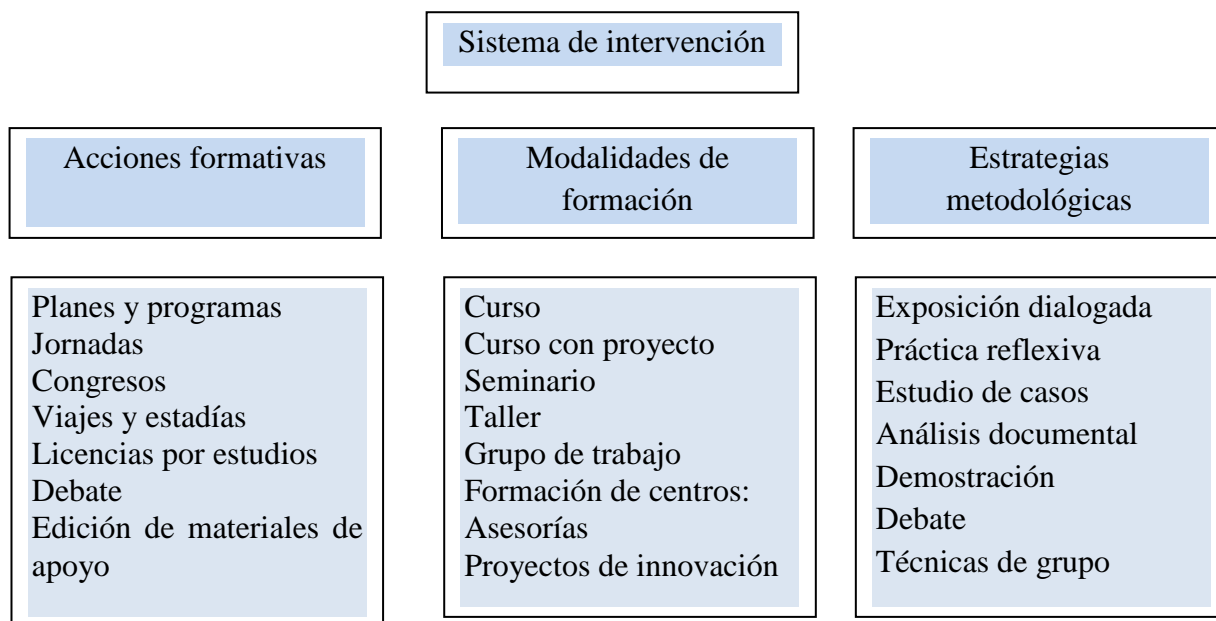 Sistema de intervención
Acciones formativas
Modalidades de
formación
Estrategias
metodológicas
Planes y programas
Jornadas
Congresos
Viajes y estadías
Licencias por estudios
Debate
Edición de materiales de
apoyo
Curso
Curso con proyecto
Seminario
Taller
Grupo de trabajo
Formación de centros:
Asesorías
Proyectos de innovación
Exposición dialogada
Práctica reflexiva
Estudio de casos
Análisis documental
Demostración
Debate
Técnicas de grupo